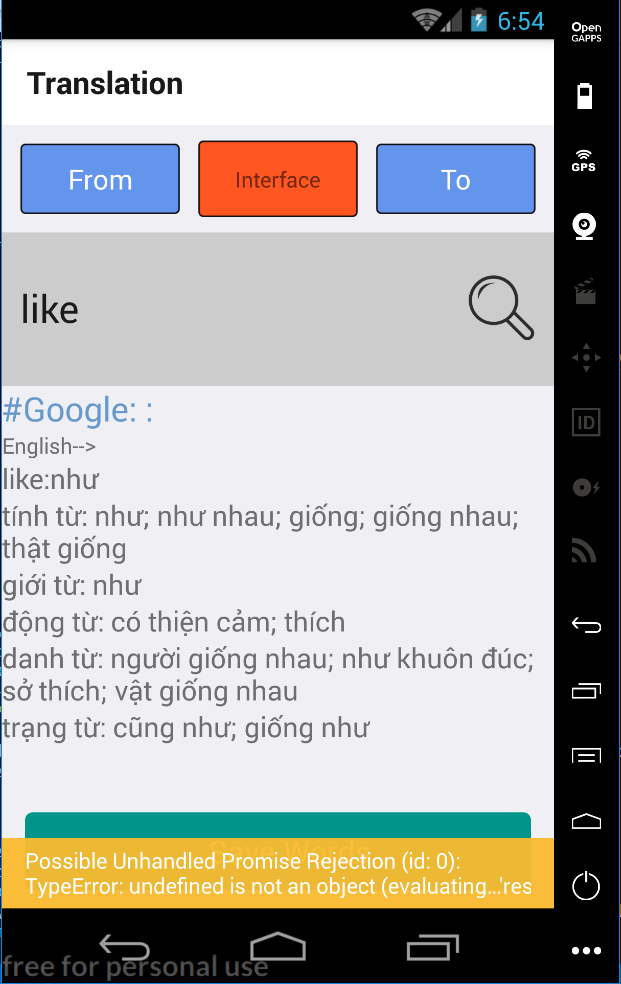 6:54
Open
GAPPS
Translation
From
Interface
To
GPS
like
#Google: :
English-->
like:như
tính từ: như; như nhau; giống; giống nhau;
thật giống
giới từ: như
động từ: có thiện cảm; thích
danh từ: người giống nhau; như khuôn đúc;
sở thích; vật giống nhau
trạng từ: cũng như; giống như
ID
Save Words
Possible Unhandled Promise Rejection (id: 0):
TypeError: undefined is not an object (evaluating...'res
free for personal use